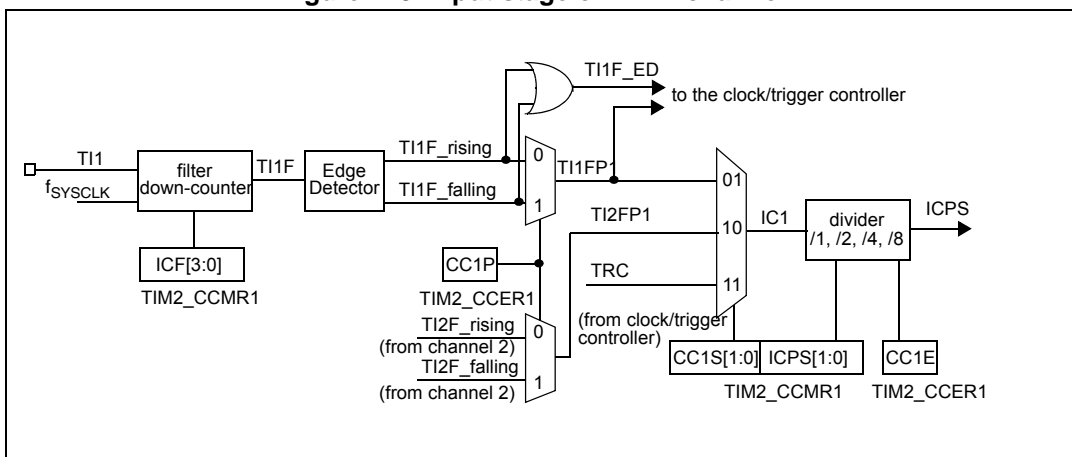 TI1F_ED
to the clock/trigger controller
TI1
fSYSCLK
filter
down-counter
TI1F
Edge
Detector
TI1F_rising
TI1F_falling
0
1
TI1FP1
TI2FP1
TRC
(from clock/trigger
controller)
01
10
11
IC1
divider
/1, /2, /4, /8
ICPS
ICF[3:0]
TIM2_CCMR1
CC1P
TIM2_CCER1
TI2F_rising
(from channel 2)
TI2F_falling
(from channel 2)
0
1
CC1S[1:0]
ICPS[1:0]
TIM2_CCMR1
CC1E
TIM2_CCER1